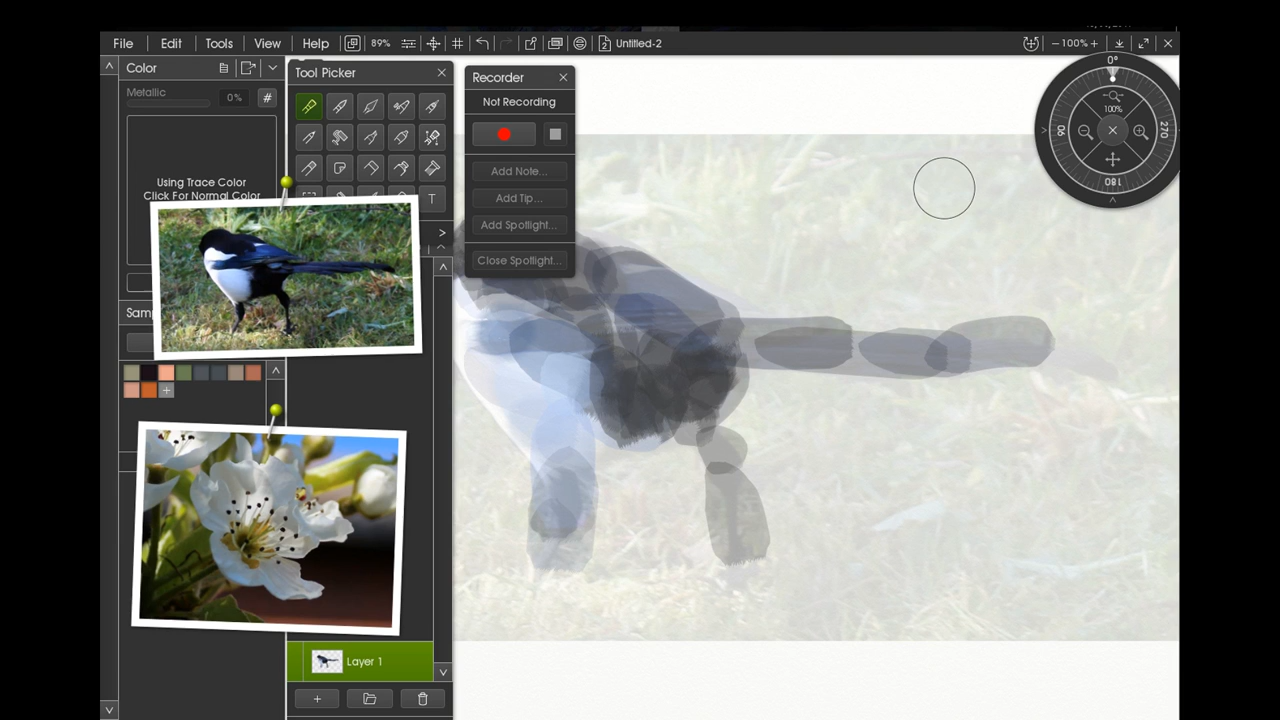 File Edit Tools View Help 89% Untitled-2 100%
Color
Metallic 0% #
Using Trace Color
Click For Normal Color
Tool Picker
T
Recorder
Not Recording
Add Note...
Add Tip...
Add Spotlight...
Close Spotlight...
0°
100%
90
270
180
Layer 1